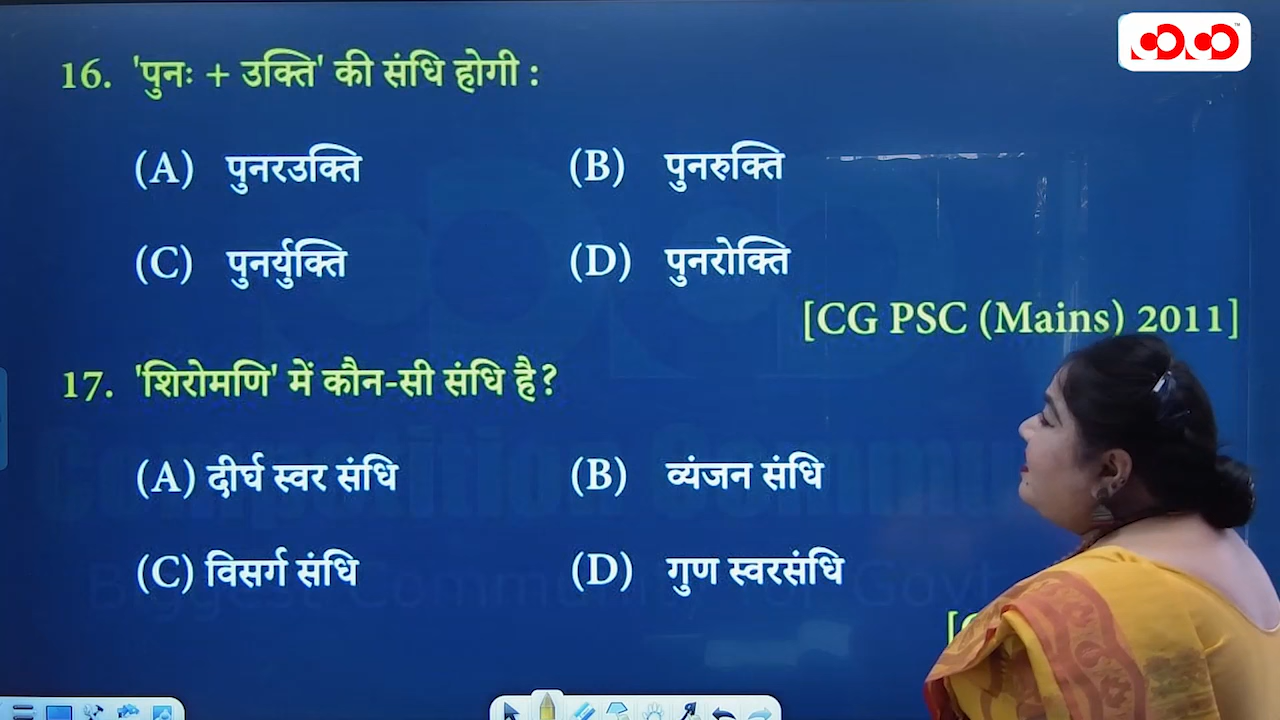 16. 'पुनः + उक्ति' की संधि होगी :
(A) पुनरउक्ति (B) पुनरुक्ति
(C) पुनर्युक्ति (D) पुनरोक्ति
[CG PSC (Mains) 2011]
17. 'शिरोमणि' में कौन-सी संधि है?
(A) दीर्घ स्वर संधि (B) व्यंजन संधि
(C) विसर्ग संधि (D) गुण स्वरसंधि